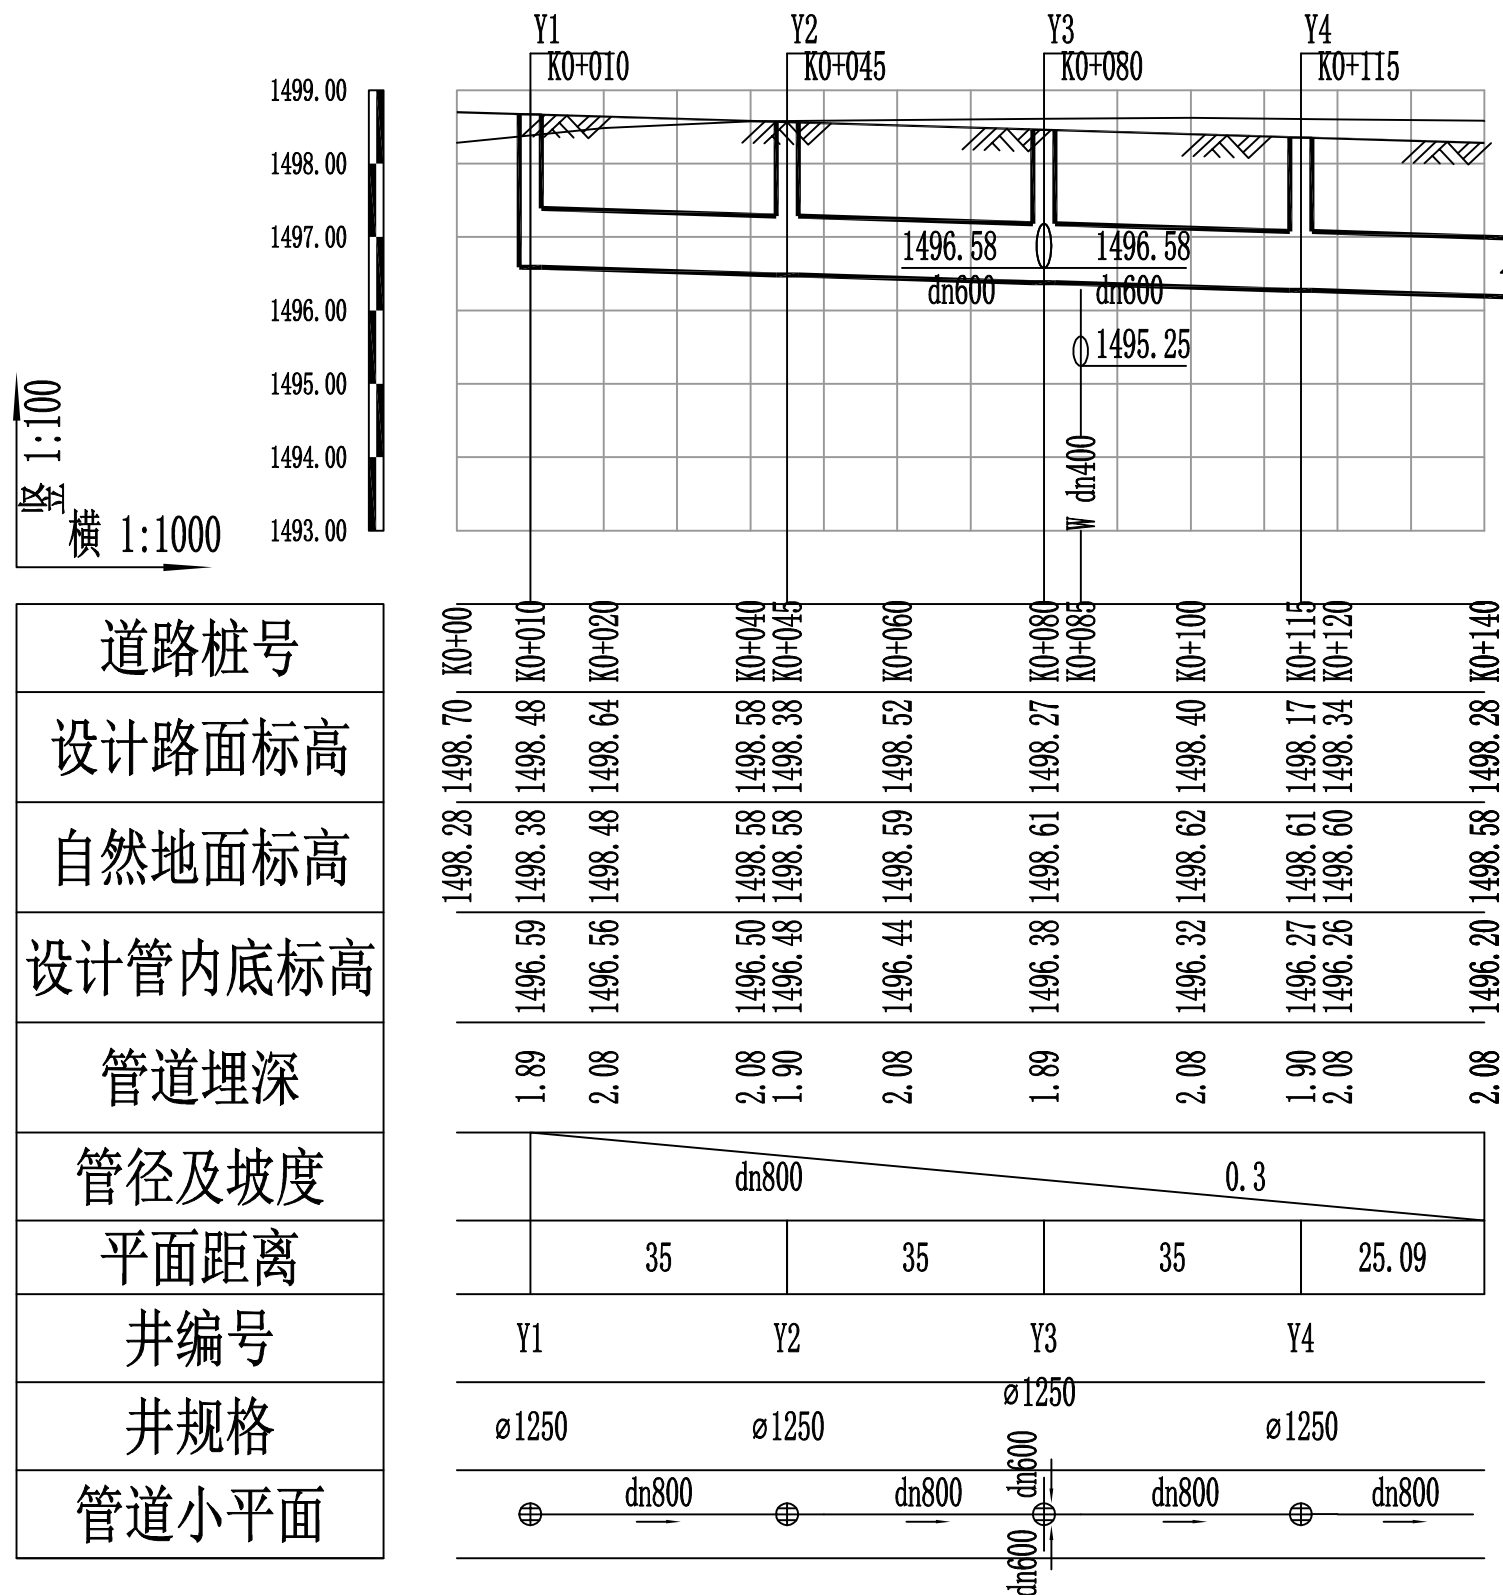 Y1 Y2 Y3 Y4
K0+010 K0+045 K0+080 K0+115
1499.00
1498.00
1497.00
1496.00
1495.00
1494.00
1493.00
1496.58 1496.58
dn600 dn600
1495.25
W dn400
竖 1:100
横 1:1000
道路桩号 K0+00 K0+010 K0+020 K0+040 K0+045 K0+060 K0+080 K0+085 K0+100 K0+115 K0+120 K0+140
设计路面标高 1498.70 1498.48 1498.64 1498.58 1498.38 1498.52 1498.27 1498.40 1498.17 1498.34 1498.28
自然地面标高 1498.28 1498.38 1498.48 1498.58 1498.58 1498.59 1498.61 1498.62 1498.61 1498.60 1498.58
设计管内底标高 1496.59 1496.56 1496.50 1496.48 1496.44 1496.38 1496.32 1496.27 1496.26 1496.20
管道埋深 1.89 2.08 2.08 1.90 2.08 1.89 2.08 1.90 2.08 2.08
管径及坡度 dn800 0.3
平面距离 35 35 35 25.09
井编号 Y1 Y2 Y3 Y4
井规格 ⌀1250 ⌀1250 ⌀1250 ⌀1250
管道小平面 dn800 dn800 dn600 dn600 dn800 dn800